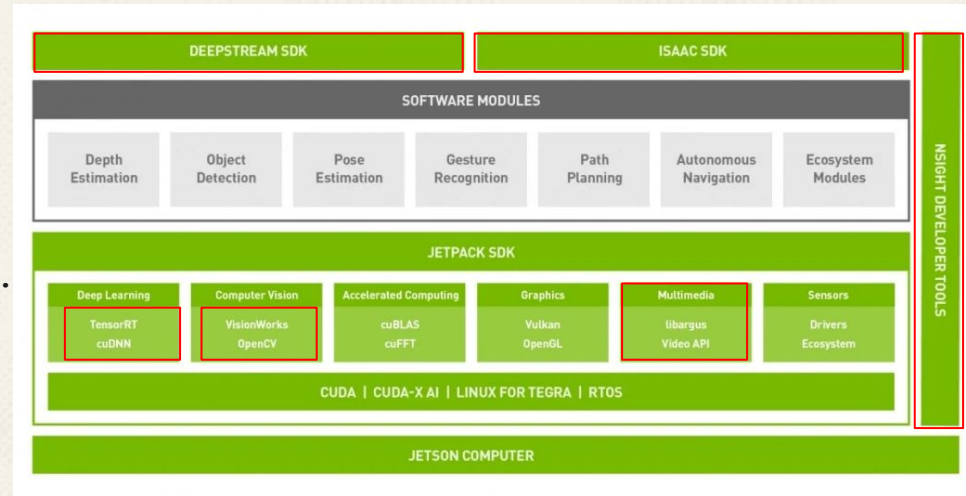 DEEPSTREAM SDK
ISAAC SDK
SOFTWARE MODULES
Depth
Estimation
Object
Detection
Pose
Estimation
Gesture
Recognition
Path
Planning
Autonomous
Navigation
Ecosystem
Modules
NSIGHT DEVELOPER TOOLS
JETPACK SDK
Deep Learning
TensorRT
cuDNN
Computer Vision
VisionWorks
OpenCV
Accelerated Computing
cuBLAS
cuFFT
Graphics
Vulkan
OpenGL
Multimedia
libargus
Video API
Sensors
Drivers
Ecosystem
CUDA | CUDA-X AI | LINUX FOR TEGRA | RTOS
JETSON COMPUTER